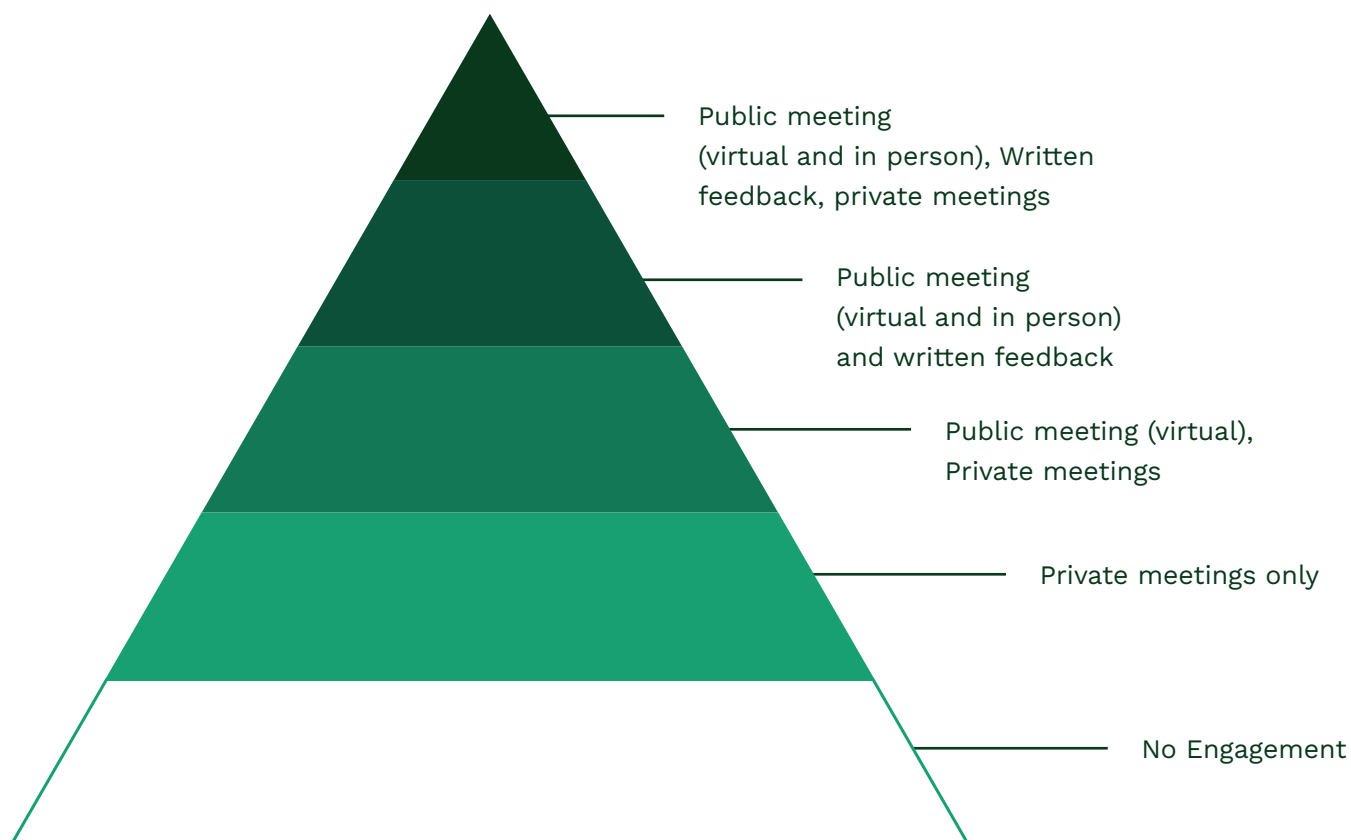 Public meeting
(virtual and in person), Written
feedback, private meetings
Public meeting
(virtual and in person)
and written feedback
Public meeting (virtual),
Private meetings
Private meetings only
No Engagement